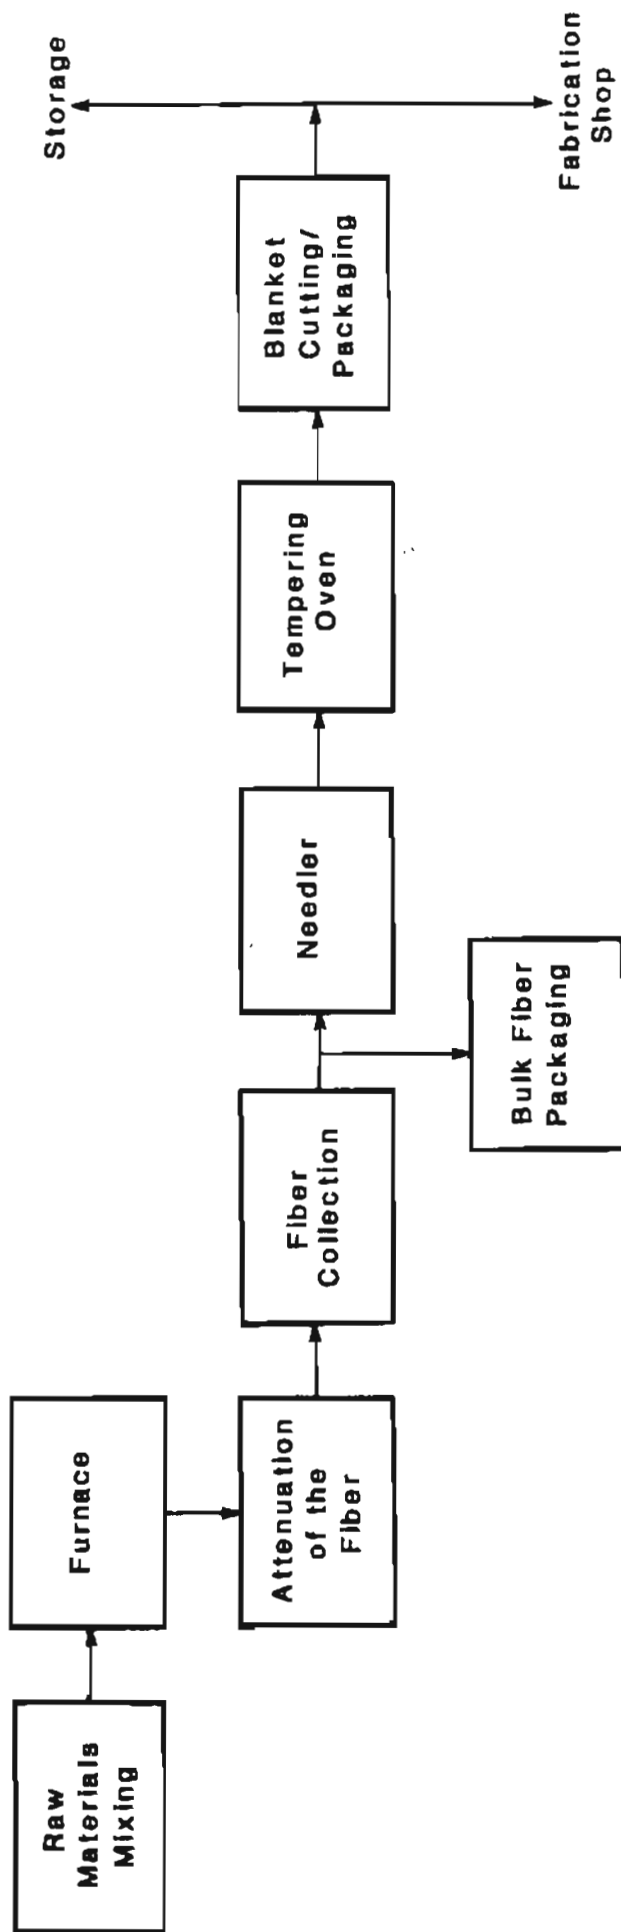 Raw
Materials
Mixing
Furnace
Attenuation
of the
Fiber
Fiber
Collection
Bulk Fiber
Packaging
Needler
Tempering
Oven
Blanket
Cutting/
Packaging
Storage
Fabrication
Shop